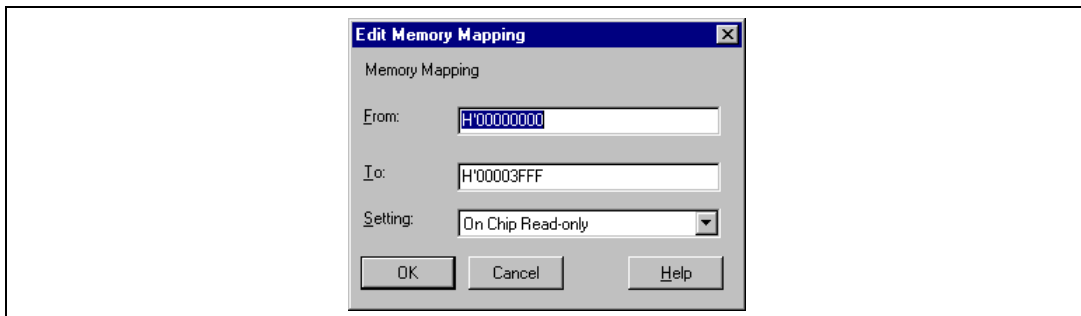 Edit Memory Mapping
Memory Mapping
From: H'00000000
To: H'00003FFF
Setting: On Chip Read-only
OK Cancel Help